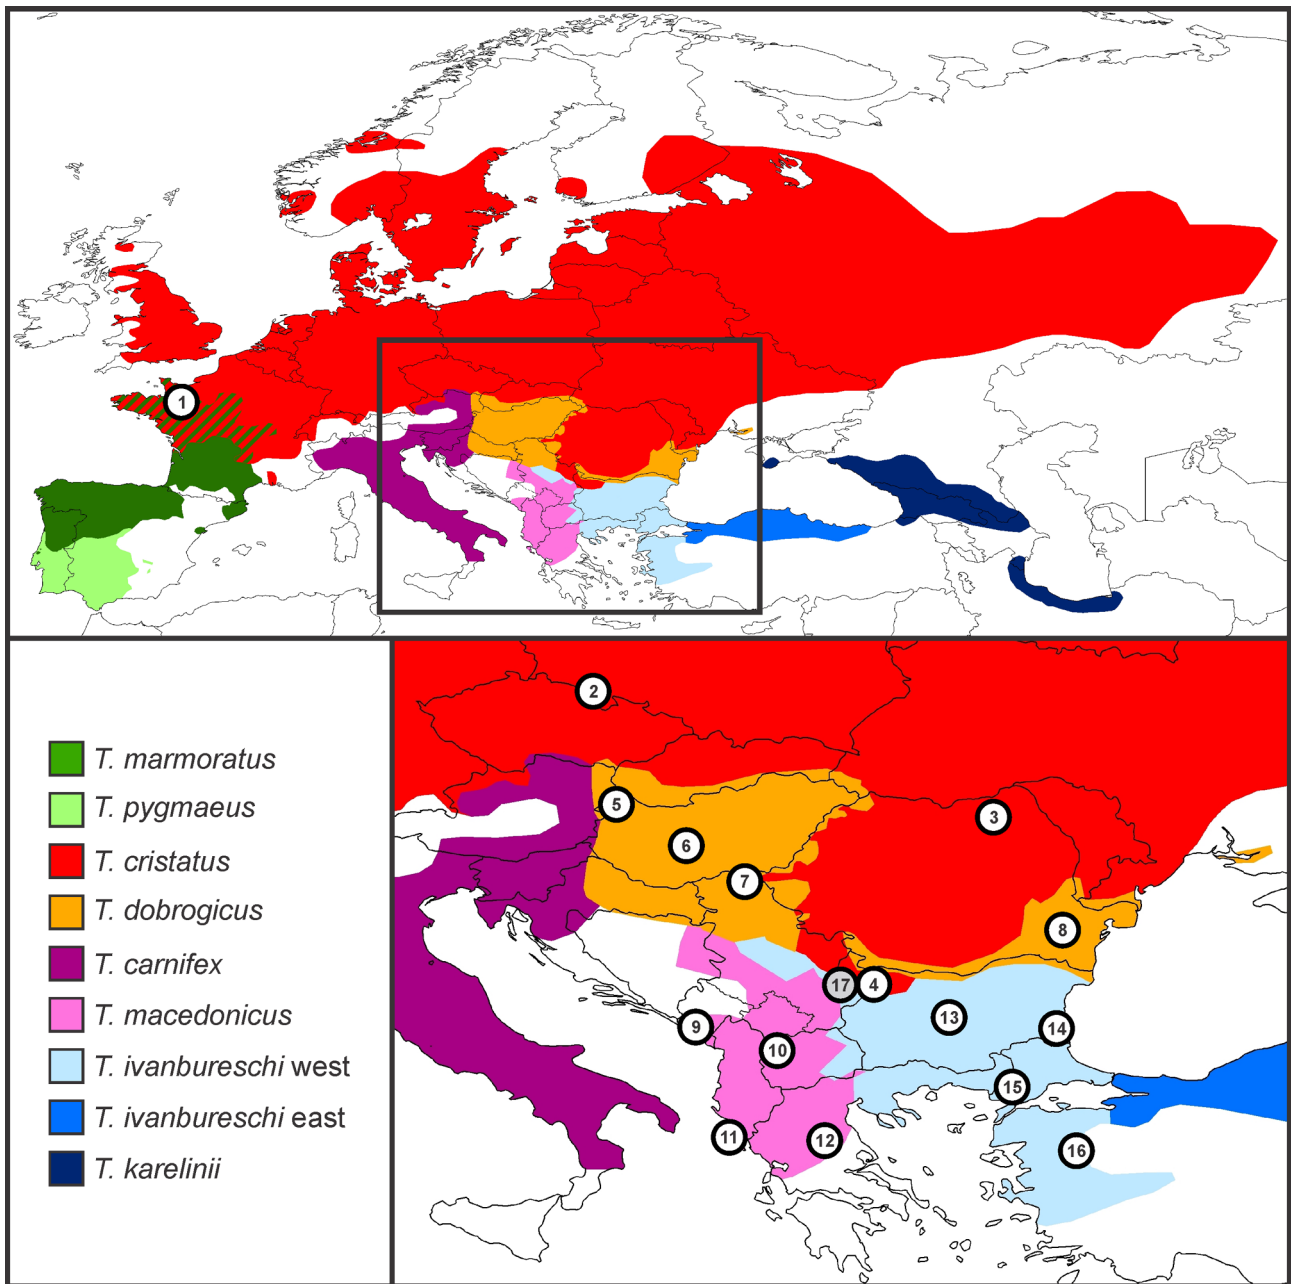 1
T. marmoratus
T. pygmaeus
T. cristatus
T. dobrogicus
T. carnifex
T. macedonicus
T. ivanbureschi west
T. ivanbureschi east
T. karelinii
2
3
5
6
7
8
17
4
9
13
14
10
15
11
12
16